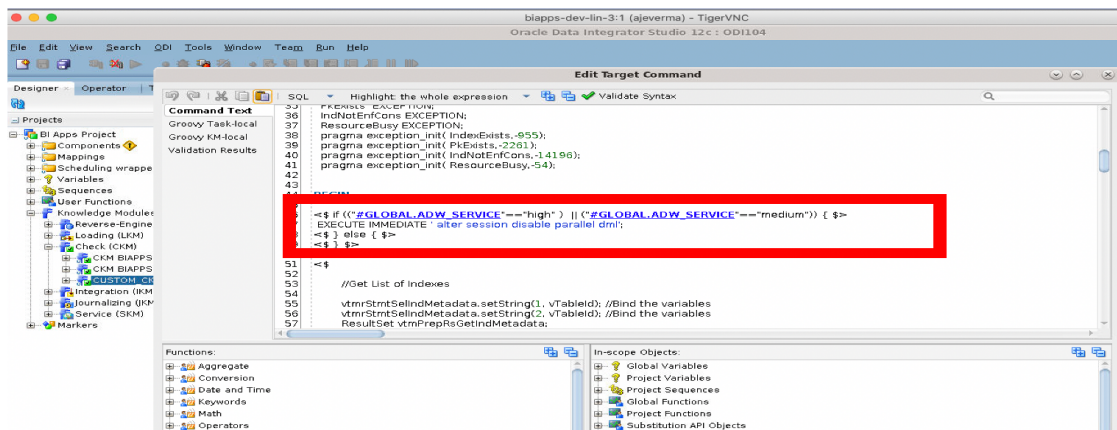 biapps-dev-lin-3:1 (ajeverma) - TigerVNC
Oracle Data Integrator Studio 12c : ODI104
File Edit View Search ODI Tools Window Team Run Help
Edit Target Command
Designer Operator
SQL Highlight the whole expression Validate Syntax
Command Text
Groovy Task-local
Groovy KM-local
Validation Results
Projects
BI Apps Project
Components
Mappings
Scheduling wrappe
Variables
Sequences
User Functions
Knowledge Modules
Reverse-Engine
Loading (LKM)
Check (CKM)
CKM BIAPPS
CKM BIAPPS
CUSTOM_CK
Integration (IKM
Journalizing (JKM
Service (SKM)
Markers
35 PkExists EXCEPTION;
36 IndNotEnfCons EXCEPTION;
37 ResourceBusy EXCEPTION;
38 pragma exception_init( IndexExists,-955);
39 pragma exception_init( PkExists,-2261);
40 pragma exception_init( IndNotEnfCons,-14196);
41 pragma exception_init( ResourceBusy,-54);
42
43
44 BEGIN
<$ if (("#GLOBAL.ADW_SERVICE"=="high" ) || ("#GLOBAL.ADW_SERVICE"=="medium")) { $>
EXECUTE IMMEDIATE ' alter session disable parallel dml';
<$ } else { $>
<$ } $>
51 <$
52
53 //Get List of Indexes
54
55 vtmrStmtSelIndMetadata.setString(1, vTableId); //Bind the variables
56 vtmrStmtSelIndMetadata.setString(2, vTableId); //Bind the variables
57 ResultSet vtmPrepRsGetIndMetadata;
Functions:
Aggregate
Conversion
Date and Time
Keywords
Math
Operators
In-scope Objects:
Global Variables
Project Variables
Project Sequences
Global Functions
Project Functions
Substitution API Objects